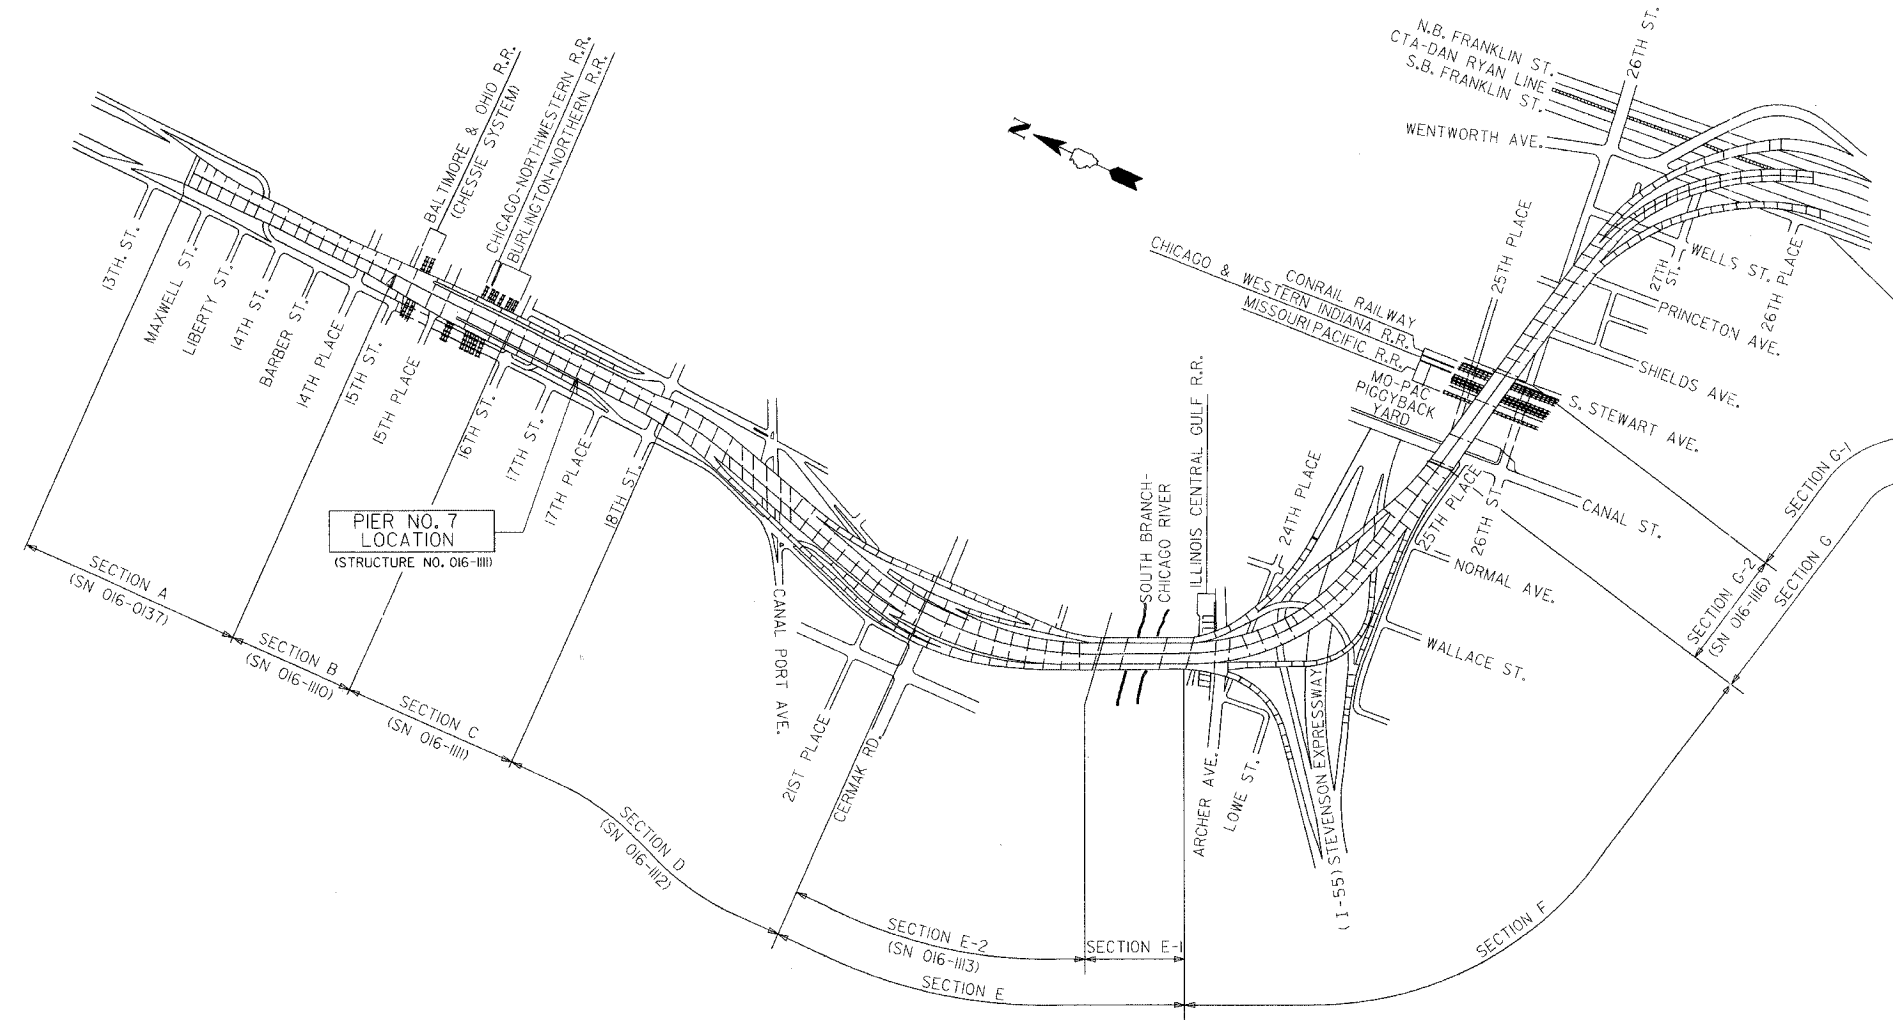 N.B. FRANKLIN ST.
CTA-DAN RYAN LINE
S.B. FRANKLIN ST.
26TH ST.
WENTWORTH AVE.
BALTIMORE & OHIO R.R.
(CHESSIE SYSTEM)
CHICAGO-NORTHWESTERN R.R.
BURLINGTON-NORTHERN R.R.
N
13TH. ST.
MAXWELL ST.
LIBERTY ST.
14TH ST.
BARBER ST.
14TH PLACE
15TH ST.
15TH PLACE
16TH ST.
17TH ST.
17TH PLACE
18TH ST.
PIER NO. 7
LOCATION
(STRUCTURE NO. 016-1111)
CHICAGO &
WESTERN INDIANA R.R.
CONRAIL RAILWAY
MISSOURI PACIFIC R.R.
MO-PAC
PIGGYBACK
YARD
25TH PLACE
27TH
ST.
WELLS ST.
26TH PLACE
PRINCETON AVE.
SHIELDS AVE.
S. STEWART AVE.
CANAL ST.
25TH PLACE
26TH ST.
NORMAL AVE.
WALLACE ST.
24TH PLACE
SOUTH BRANCH-
CHICAGO RIVER
ILLINOIS CENTRAL GULF R.R.
CANAL PORT AVE.
21ST PLACE
CERMAK RD.
ARCHER AVE.
LOWE ST.
(I-55) STEVENSON EXPRESSWAY
SECTION A
(SN 016-0137)
SECTION B
(SN 016-1110)
SECTION C
(SN 016-1111)
SECTION D
(SN 016-1112)
SECTION E-2
(SN 016-1113)
SECTION E-1
SECTION E
SECTION F
SECTION G-2
(SN 016-1116)
SECTION G-1
SECTION G